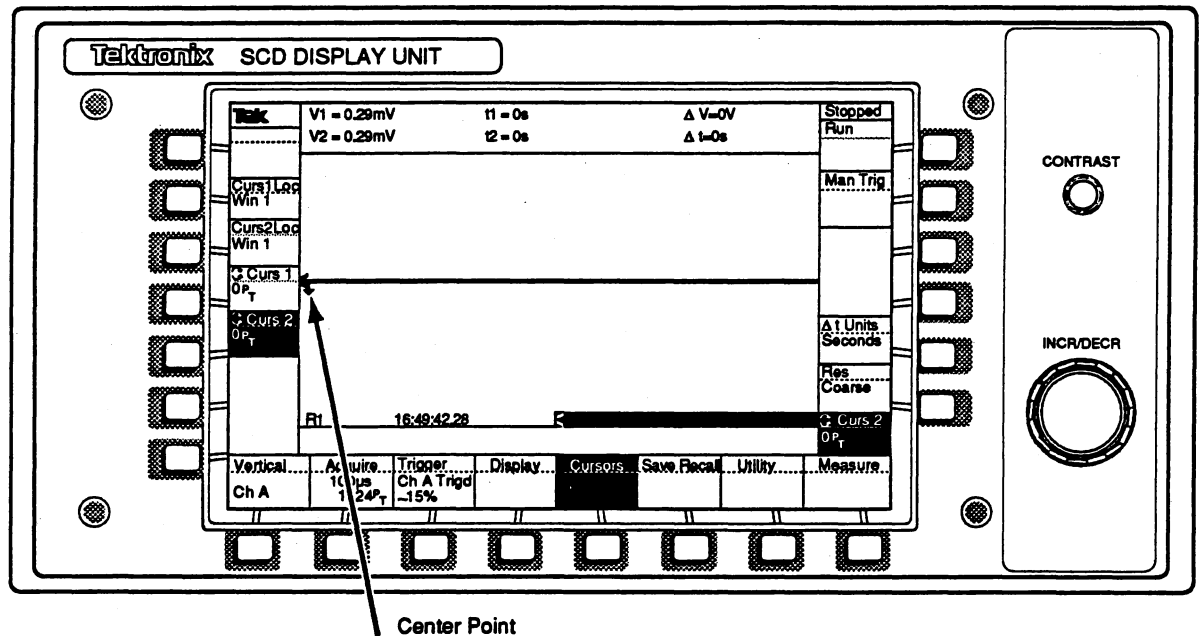 Tektronix SCD DISPLAY UNIT
Tek V1 = 0.29mV t1 = 0s Δ V=0V Stopped
V2 = 0.29mV t2 = 0s Δ t=0s Run
Curs1Loc Man Trig
Win 1
Curs2Loc
Win 1
Curs 1
0PT
Curs 2 Δ t Units
0PT Seconds
Res
Coarse
R1 16:49:42.28 Curs 2
0PT
Vertical Acquire Trigger Display Cursors Save Recall Utility Measure
Ch A Ch A Trigd
~15%
CONTRAST
INCR/DECR
Center Point